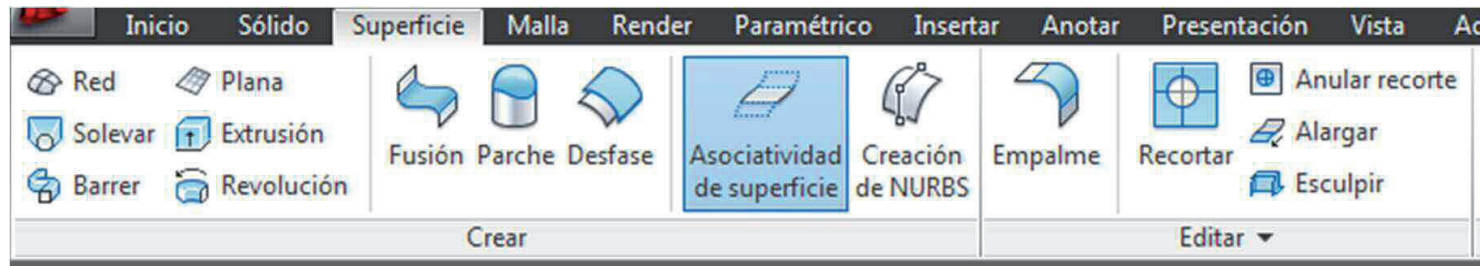 Inicio Sólido Superficie Malla Render Paramétrico Insertar Anotar Presentación Vista
Red Plana
Solevar Extrusión
Barrer Revolución
Fusión Parche Desfase
Asociatividad
de superficie
Creación
de NURBS
Empalme
Recortar
Anular recorte
Alargar
Esculpir
Crear
Editar